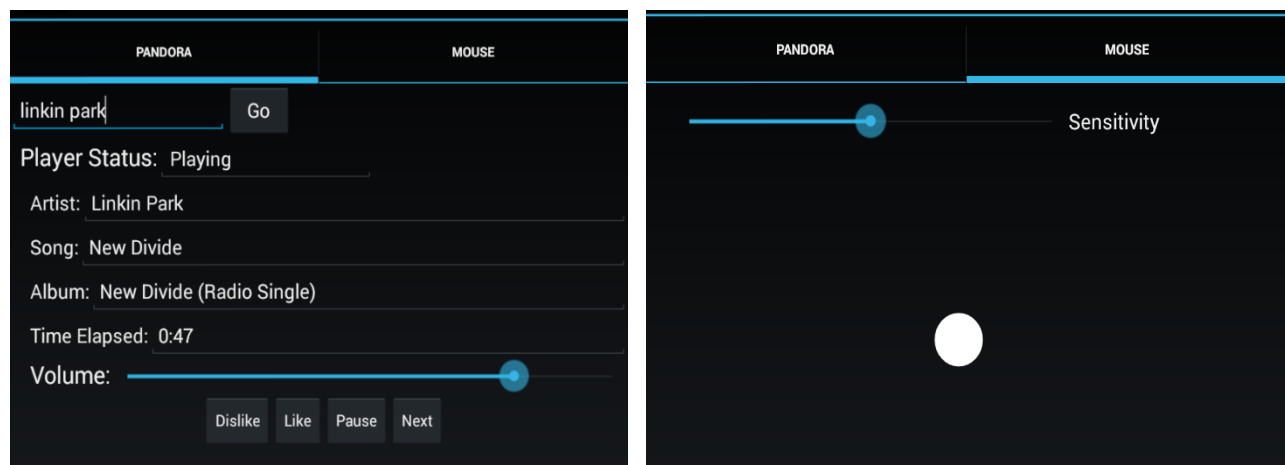 PANDORA MOUSE
linkin park Go
Player Status: Playing
Artist: Linkin Park
Song: New Divide
Album: New Divide (Radio Single)
Time Elapsed: 0:47
Volume:
Dislike Like Pause Next
PANDORA MOUSE
Sensitivity